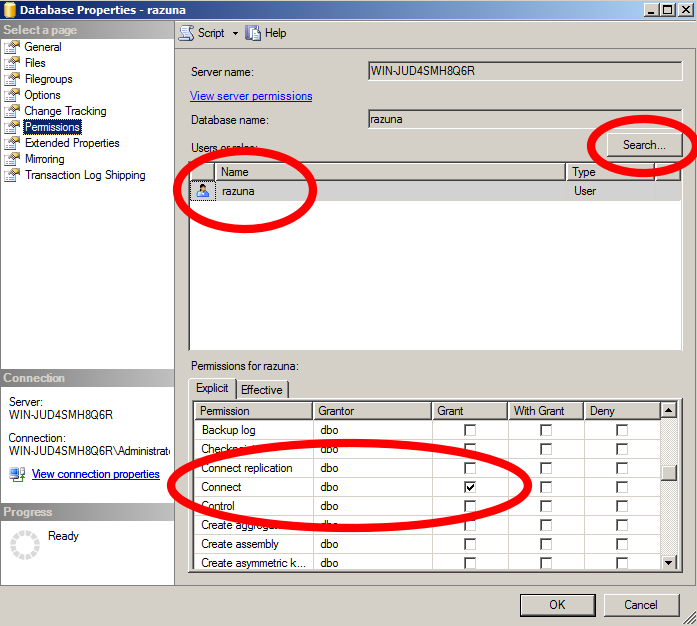 Database Properties - razuna
Select a page
General
Files
Filegroups
Options
Change Tracking
Permissions
Extended Properties
Mirroring
Transaction Log Shipping
Connection
Server:
WIN-JUD4SMH8Q6R
Connection:
WIN-JUD4SMH8Q6R\Administrat
View connection properties
Progress
Ready
Script Help
Server name: WIN-JUD4SMH8Q6R
View server permissions
Database name: razuna
Users or roles: Search...
Name Type
razuna User
Permissions for razuna:
Explicit Effective
Permission Grantor Grant With Grant Deny
Backup log dbo
dbo
Connect replication dbo
Connect dbo
Control dbo
Create dbo
Create assembly dbo
Create asymmetric k... dbo
OK Cancel